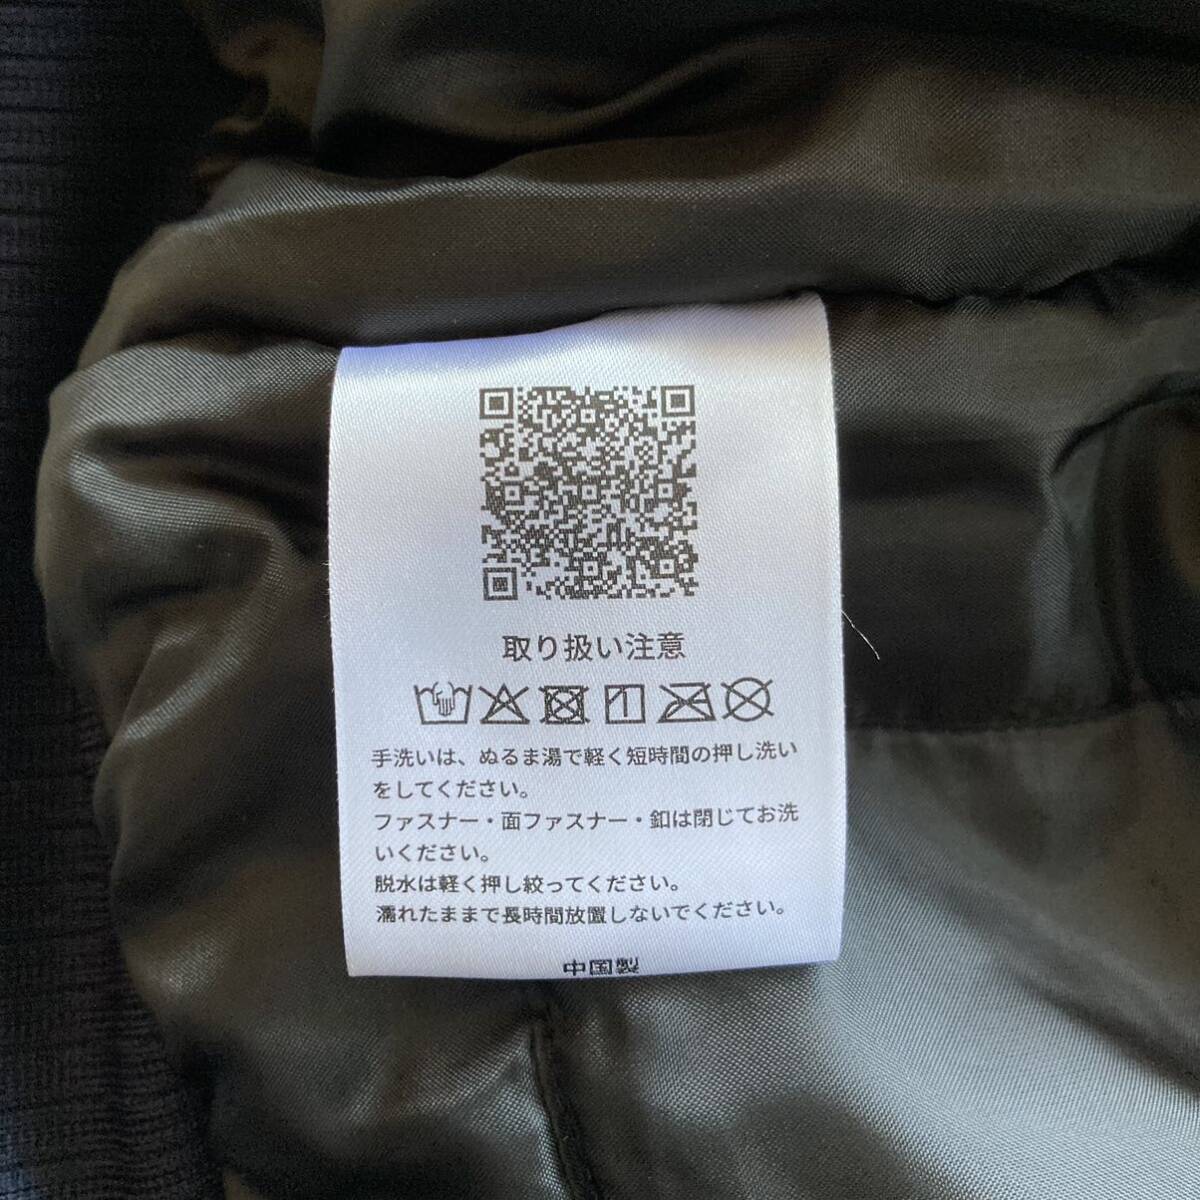 取り扱い注意
手洗いは、ぬるま湯で軽く短時間の押し洗い
をしてください。
ファスナー・面ファスナー・釦は閉じてお洗
いください。
脱水は軽く押し絞ってください。
濡れたままで長時間放置しないでください。
中国